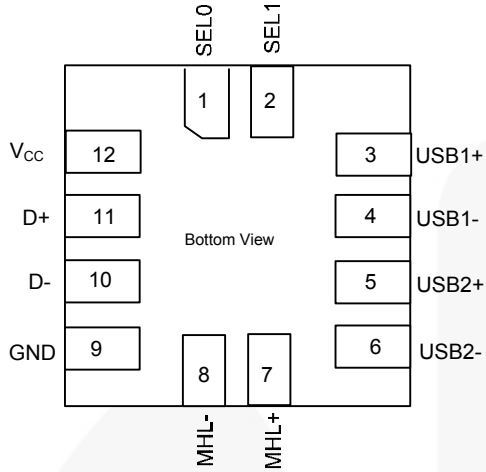 SEL0
SEL1
1
2
V_CC
12
3
USB1+
D+
11
4
USB1-
Bottom View
D-
10
5
USB2+
GND
9
6
USB2-
8
7
MHL-
MHL+